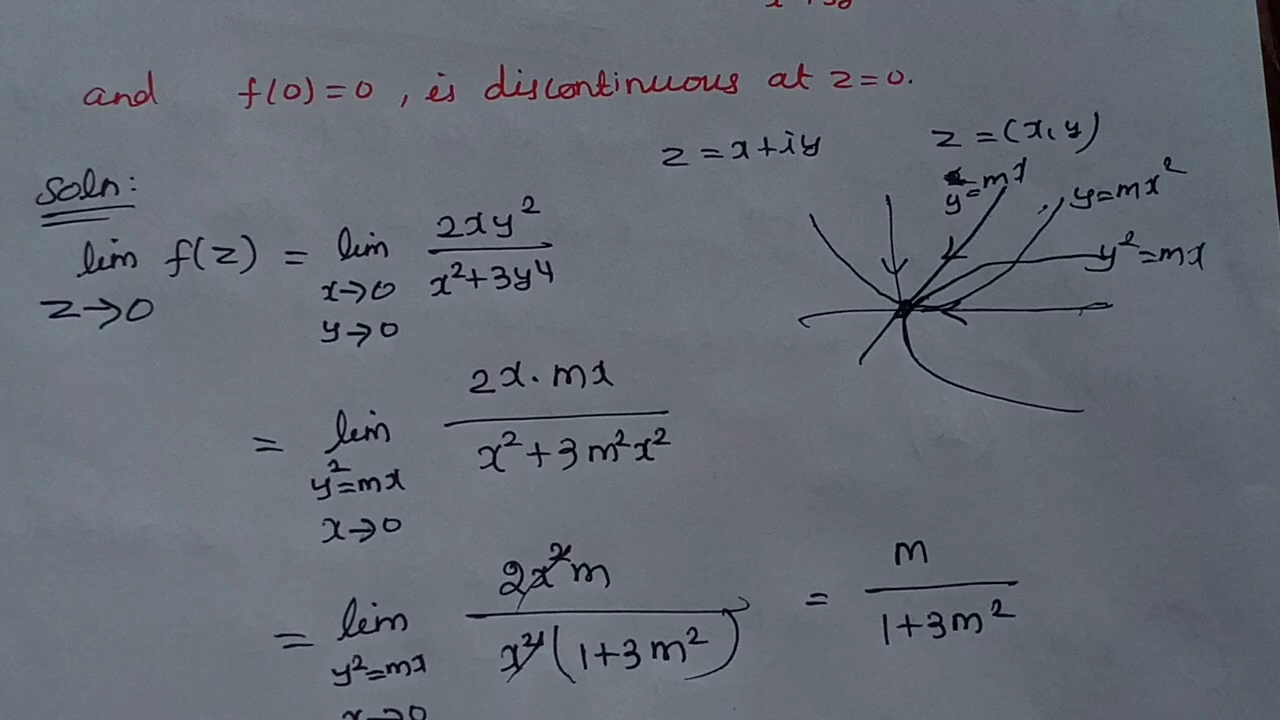 and f(0)=0, is discontinuous at z=0.
z=x+iy z=(x,y)
y=mx y=mx²
y²=mx
Soln:
lim f(z) = lim 2xy²/x²+3y⁴
z→0 x→0
y→0
= lim 2x·mx/x²+3m²x²
y²=mx
x→0
= lim 2x²m/x²(1+3m²) = m/1+3m²
y²=mx
x→0